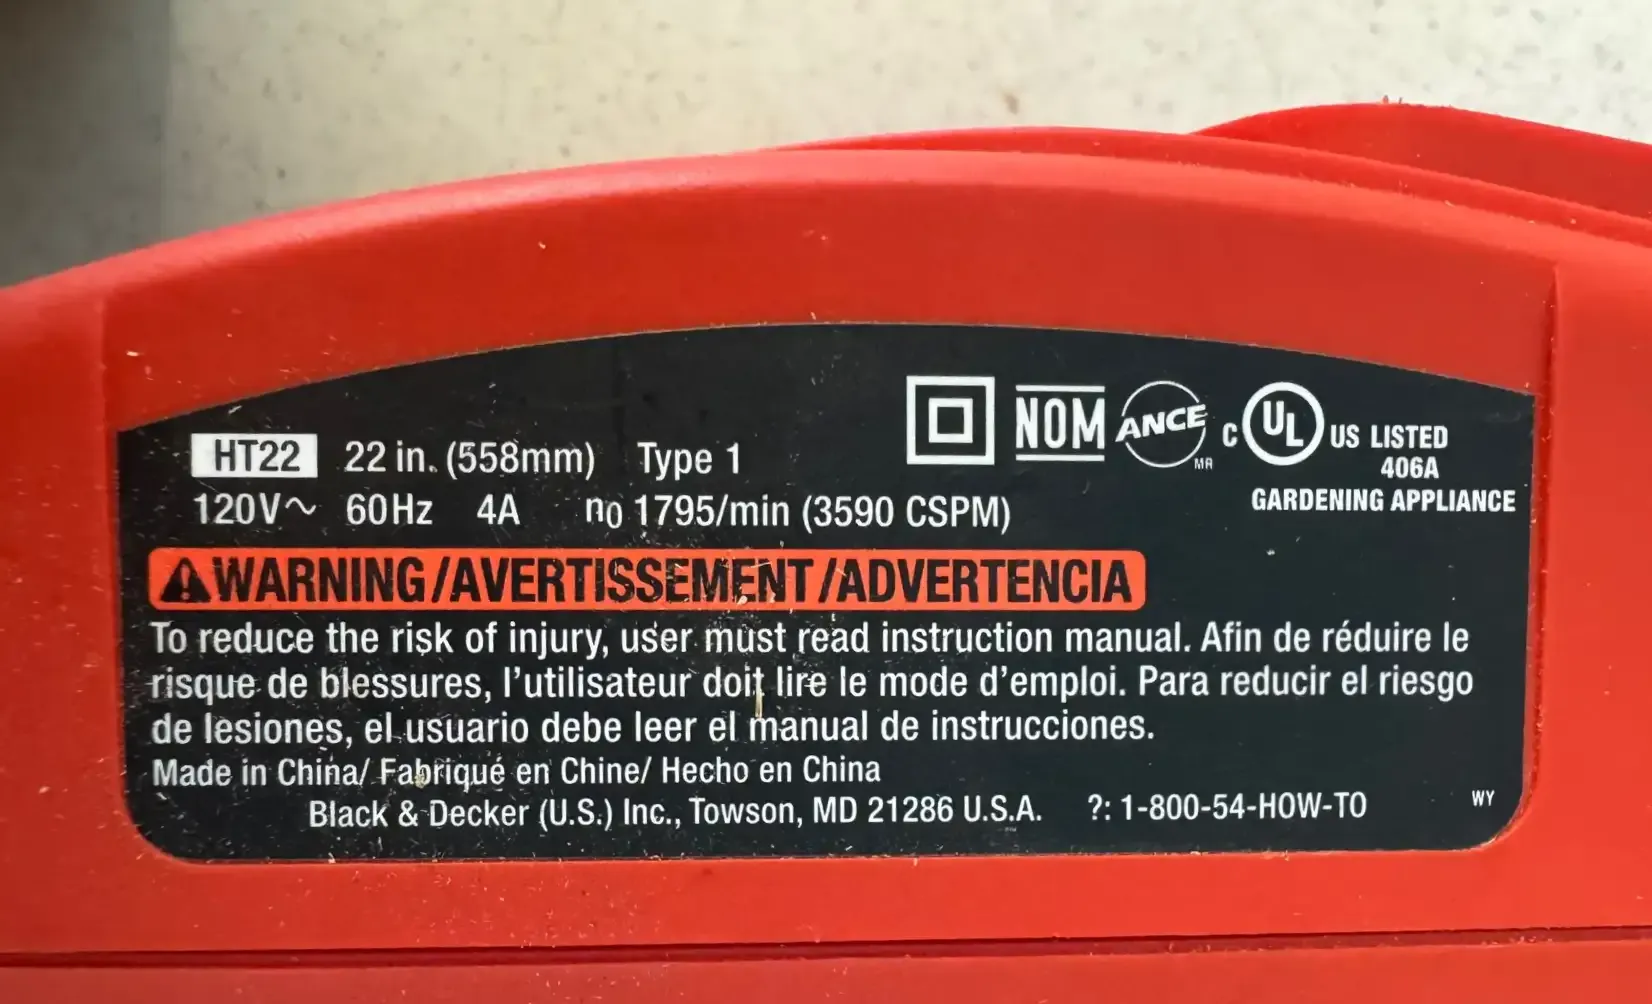 HT22 22 in. (558mm) Type 1
120V~ 60Hz 4A no 1795/min (3590 CSPM)
NOM ANCE MR C UL US LISTED
406A
GARDENING APPLIANCE
WARNING/AVERTISSEMENT/ADVERTENCIA
To reduce the risk of injury, user must read instruction manual. Afin de réduire le
risque de blessures, l'utilisateur doit lire le mode d'emploi. Para reducir el riesgo
de lesiones, el usuario debe leer el manual de instrucciones.
Made in China/ Fabriqué en Chine/ Hecho en China
Black & Decker (U.S.) Inc., Towson, MD 21286 U.S.A. ?: 1-800-54-HOW-TO
WY